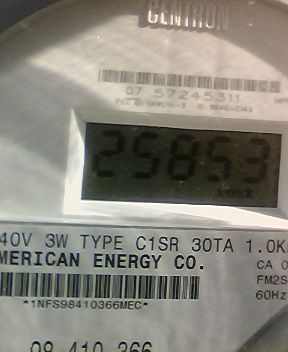 CENTRON
07 57245311
25853
kWh
40V 3W TYPE C1SR 30TA 1.0K
MERICAN ENERGY CO.
CA 0
FM2S
*1NFS98410366MEC*
60Hz
98 410 366